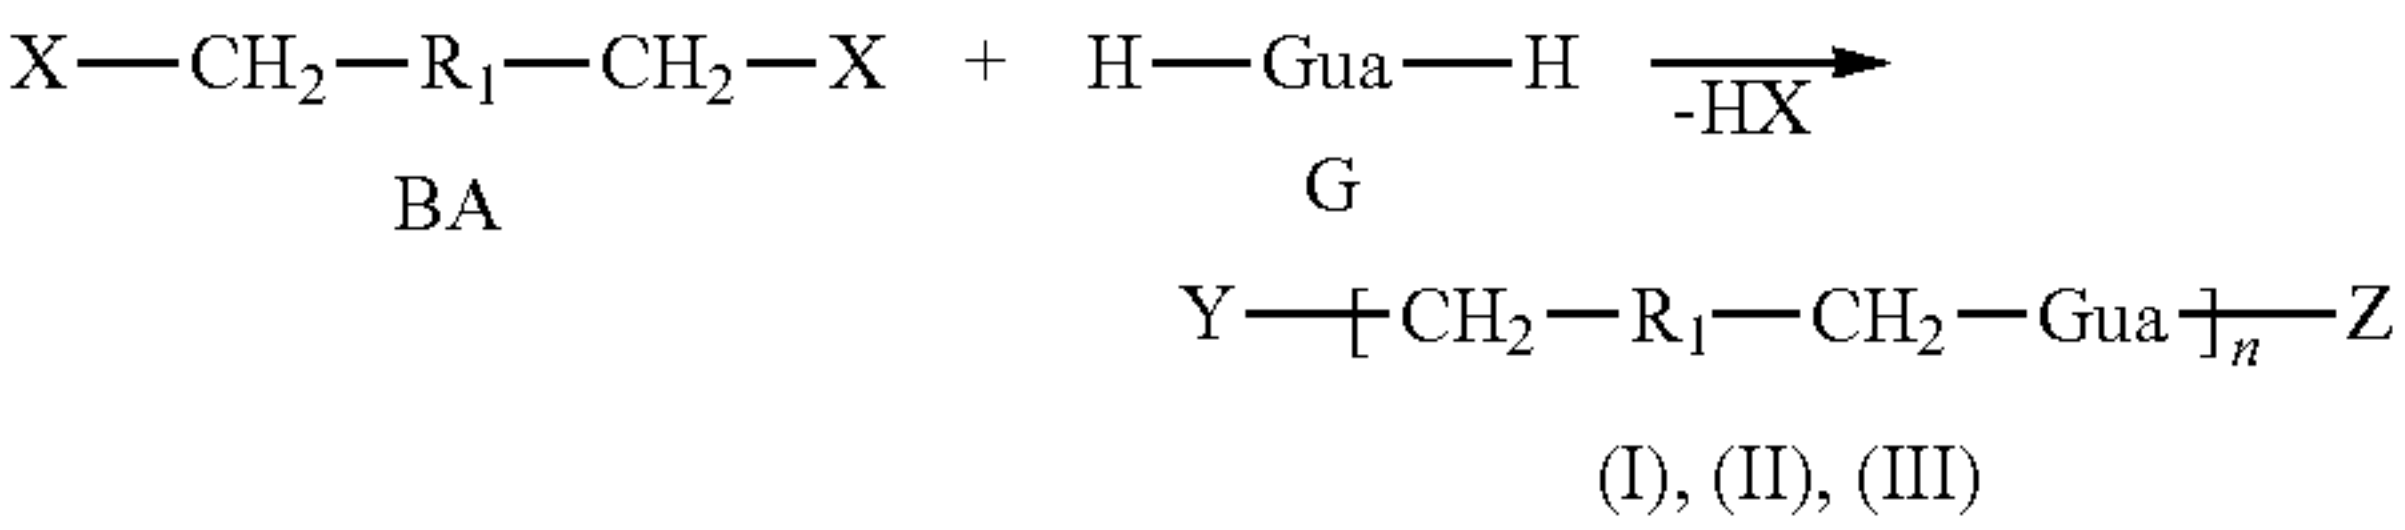 X—CH₂—R₁—CH₂—X + H—Gua—H
-HX
BA
G
Y—[CH₂—R₁—CH₂—Gua]ₙ—Z
(I), (II), (III)